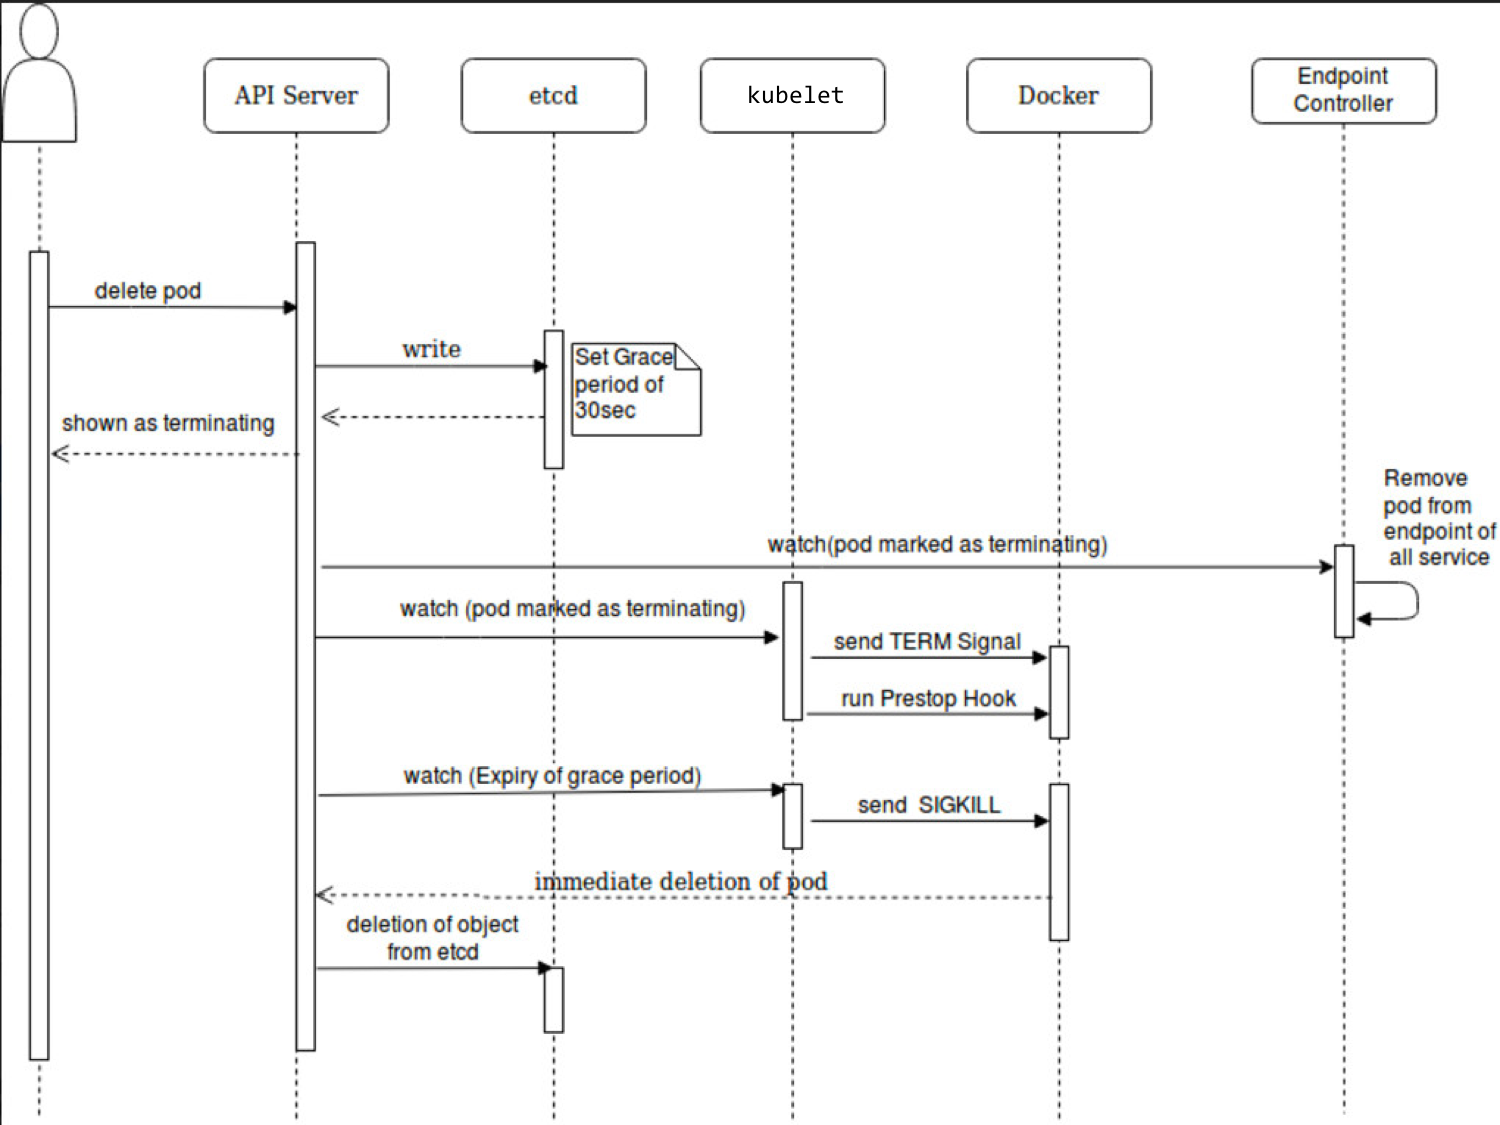 API Server
etcd
kubelet
Docker
Endpoint
Controller
delete pod
write
Set Grace
period of
30sec
shown as terminating
Remove
pod from
endpoint of
all service
watch(pod marked as terminating)
watch (pod marked as terminating)
send TERM Signal
run Prestop Hook
watch (Expiry of grace period)
send SIGKILL
immediate deletion of pod
deletion of object
from etcd